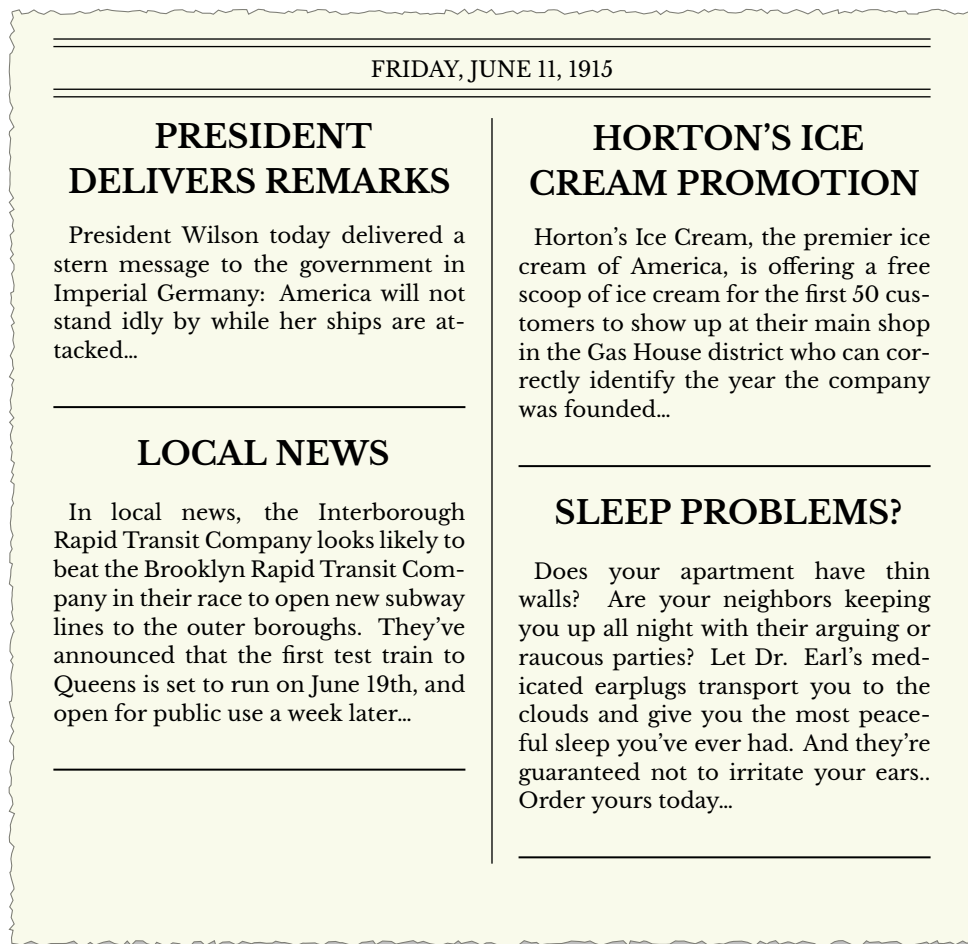 FRIDAY, JUNE 11, 1915
PRESIDENT
DELIVERS REMARKS
President Wilson today delivered a
stern message to the government in
Imperial Germany: America will not
stand idly by while her ships are at-
tacked...
LOCAL NEWS
In local news, the Interborough
Rapid Transit Company looks likely to
beat the Brooklyn Rapid Transit Com-
pany in their race to open new subway
lines to the outer boroughs. They've
announced that the first test train to
Queens is set to run on June 19th, and
open for public use a week later...
HORTON'S ICE
CREAM PROMOTION
Horton's Ice Cream, the premier ice
cream of America, is offering a free
scoop of ice cream for the first 50 cus-
tomers to show up at their main shop
in the Gas House district who can cor-
rectly identify the year the company
was founded...
SLEEP PROBLEMS?
Does your apartment have thin
walls? Are your neighbors keeping
you up all night with their arguing or
raucous parties? Let Dr. Earl's med-
icated earplugs transport you to the
clouds and give you the most peace-
ful sleep you've ever had. And they're
guaranteed not to irritate your ears..
Order yours today...